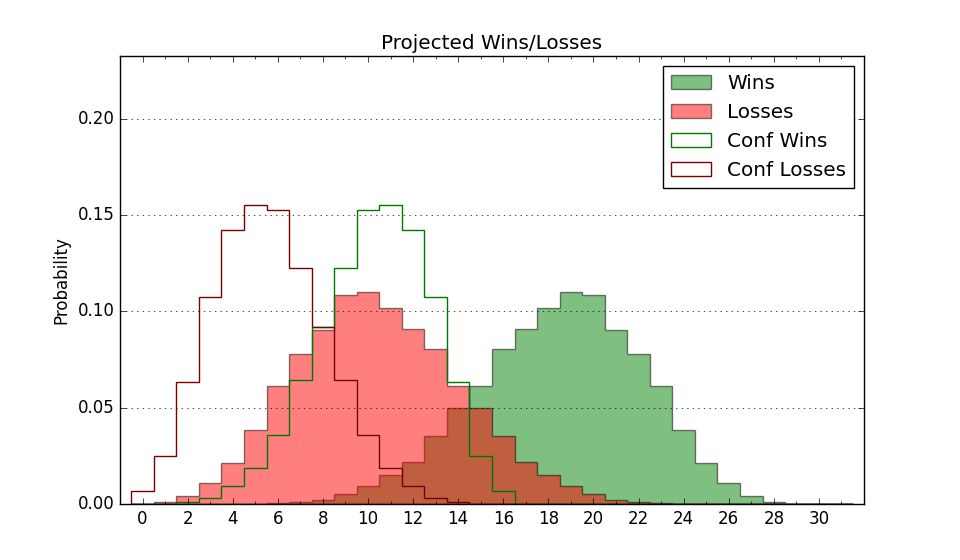 Projected Wins/Losses
Wins
Losses
Conf Wins
Conf Losses
Probability
0.20
0.15
0.10
0.05
0.00
0 2 4 6 8 10 12 14 16 18 20 22 24 26 28 30